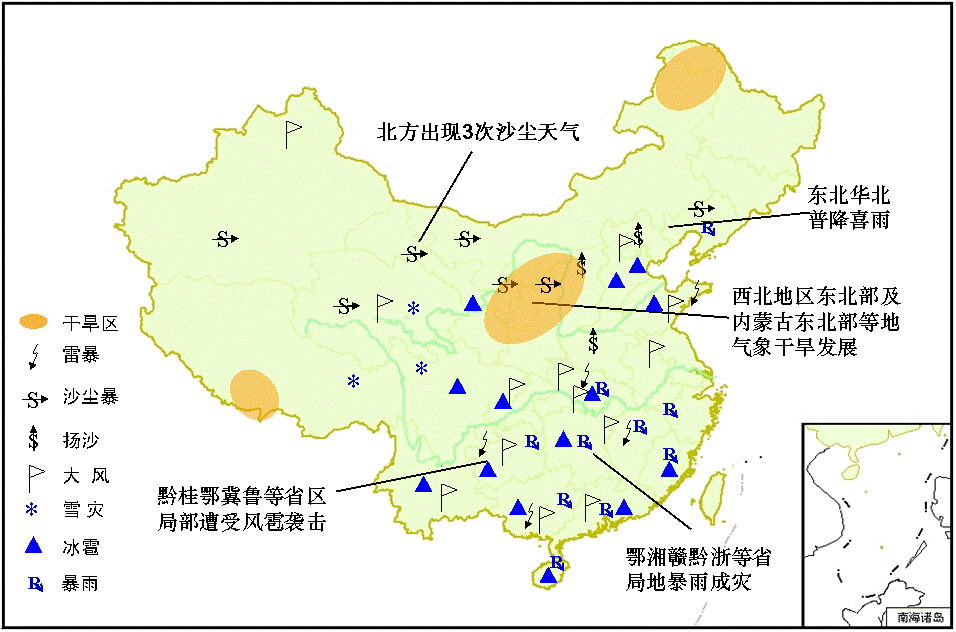 北方出现3次沙尘天气
东北华北
普降喜雨
西北地区东北部及
内蒙古东北部等地
气象干旱发展
干旱区
雷暴
沙尘暴
扬沙
大 风
雪 灾
冰雹
暴雨
黔桂鄂冀鲁等省区
局部遭受风雹袭击
鄂湘赣黔浙等省
局地暴雨成灾
南海诸岛